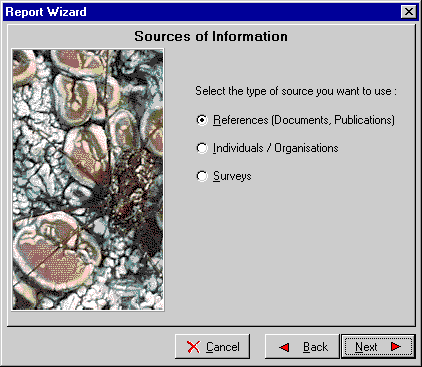 Report Wizard
Sources of Information
Select the type of source you want to use :
References (Documents, Publications)
Individuals / Organisations
Surveys
Cancel
Back
Next